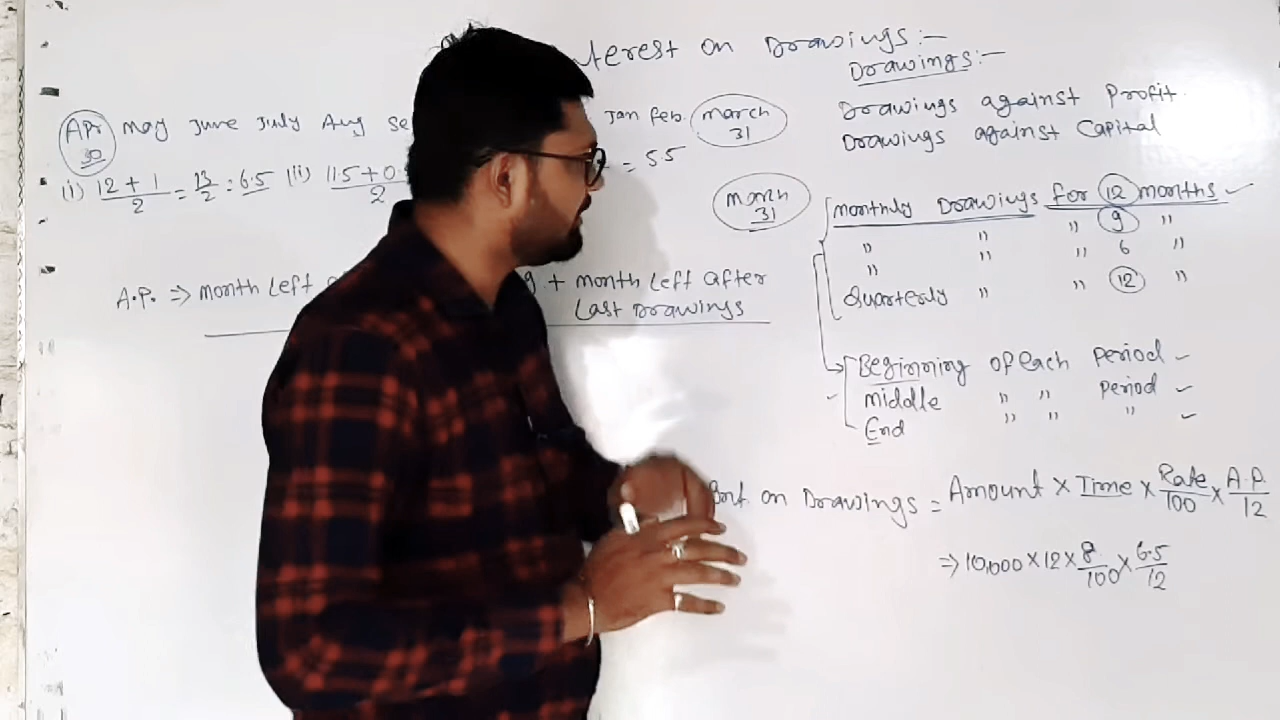 terest on Drawings :-
Drawings :-
Apr May June July Aug Se Jan Feb. March
30 31
Drawings against Profit
Drawings against Capital
(i) 12 + 1 / 2 = 13 / 2 : 6.5 (ii) 11.5 + 0 / 2 = 55
March
31
Monthly Drawings for 12 months
" " " 9 "
" " " 6 "
Quarterly " " 12 "
A.P. ⇒ month Left + month Left after
Last Drawings
Beginning of each Period
Middle " " Period
End " " "
Int. on Drawings = Amount × Time × Rate/100 × A.P./12
⇒ 10,000 × 12 × 8/100 × 6.5/12